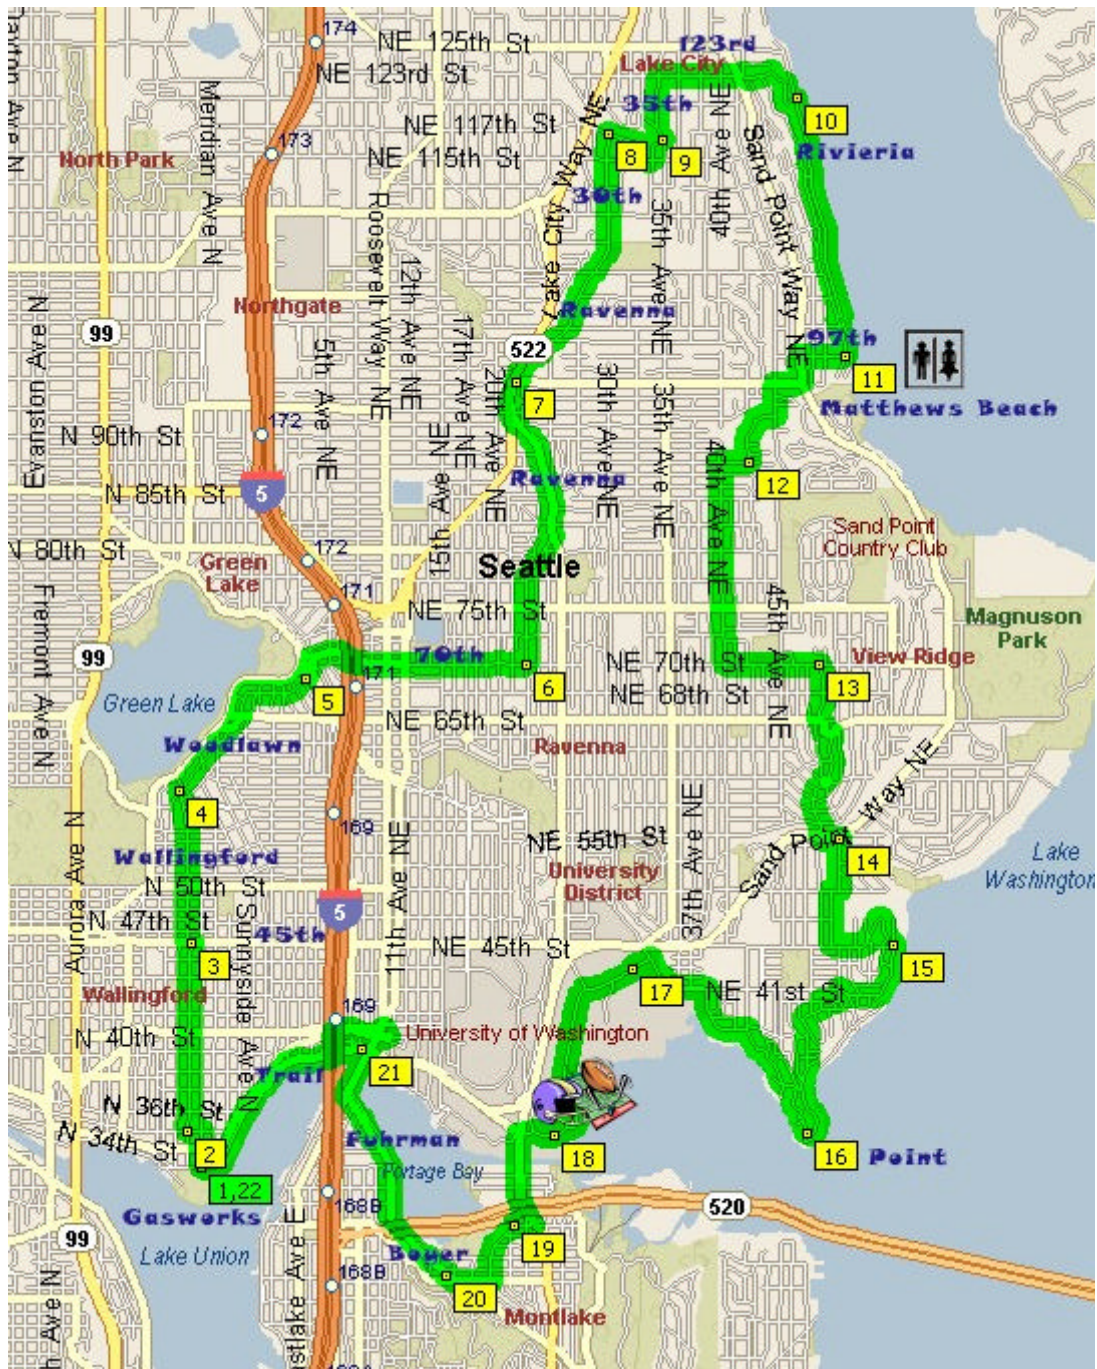 174
NE 125th St
123rd
Lake City
NE 123rd St
10
Meridian Ave N
35th
NE 117th St
173
North Park
NE 115th St
8
9
Rivieria
30th
40th Ave NE
Sand Point Way NE
Lake City Way NE
Roosevelt Way NE
35th Ave NE
12th Ave NE
Northgate
Ravenna
99
Evanston Ave N
5th Ave NE
17th Ave NE
522
97th
11
7
Matthews Beach
20th Ave NE
30th Ave NE
35th Ave NE
N 90th St
172
Ravenna
12
40th Ave NE
N 85th St
5
15th Ave NE
Sand Point
Country Club
N 80th St
172
Green
Lake
Seattle
171
NE 75th St
45th Ave NE
Magnuson
Park
Fremont Ave N
99
70th
NE 70th St
View Ridge
5
171
6
NE 68th St
13
Green Lake
NE 65th St
Woodlawn
Ravenna
4
169
Way NE
Aurora Ave N
Wallingford
NE 55th St
37th Ave NE
Sand Point
14
Lake
Washington
University
District
N 50th St
N 47th St
Sunnyside Ave N
45th
5
11th Ave NE
NE 45th St
3
15
Wallingford
17
NE 41st St
169
N 40th St
University of Washington
21
Trail
N 36th St
N 34th St
2
Fuhrman
18
16
Point
1,22
Portage Bay
Gasworks
168B
520
99
Lake Union
Boyer
19
168B
20
Montlake